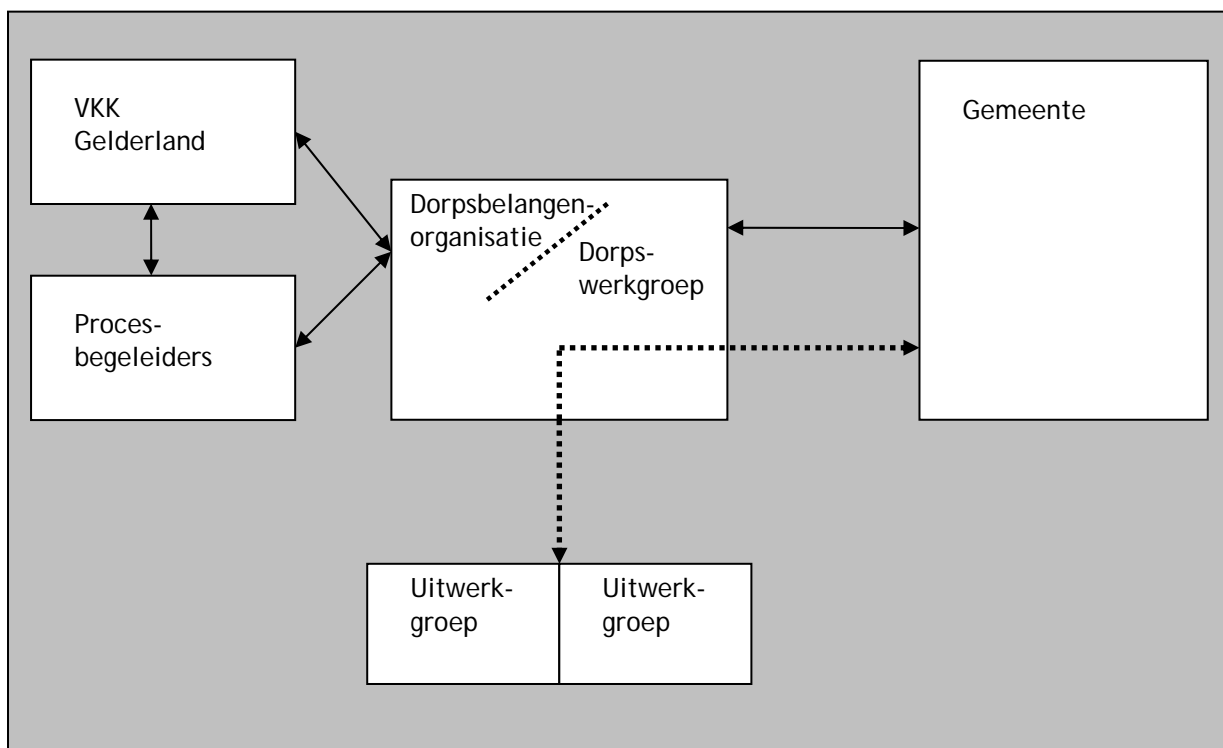 VKK
Gelderland
Gemeente
Dorpsbelangen-
organisatie
Dorps-
werkgroep
Proces-
begeleiders
Uitwerk-
groep
Uitwerk-
groep